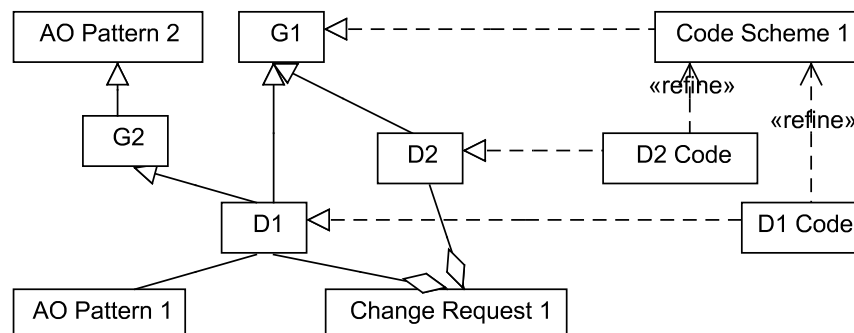 AO Pattern 2
G1
Code Scheme 1
«refine»
«refine»
G2
D2
D2 Code
D1
D1 Code
AO Pattern 1
Change Request 1